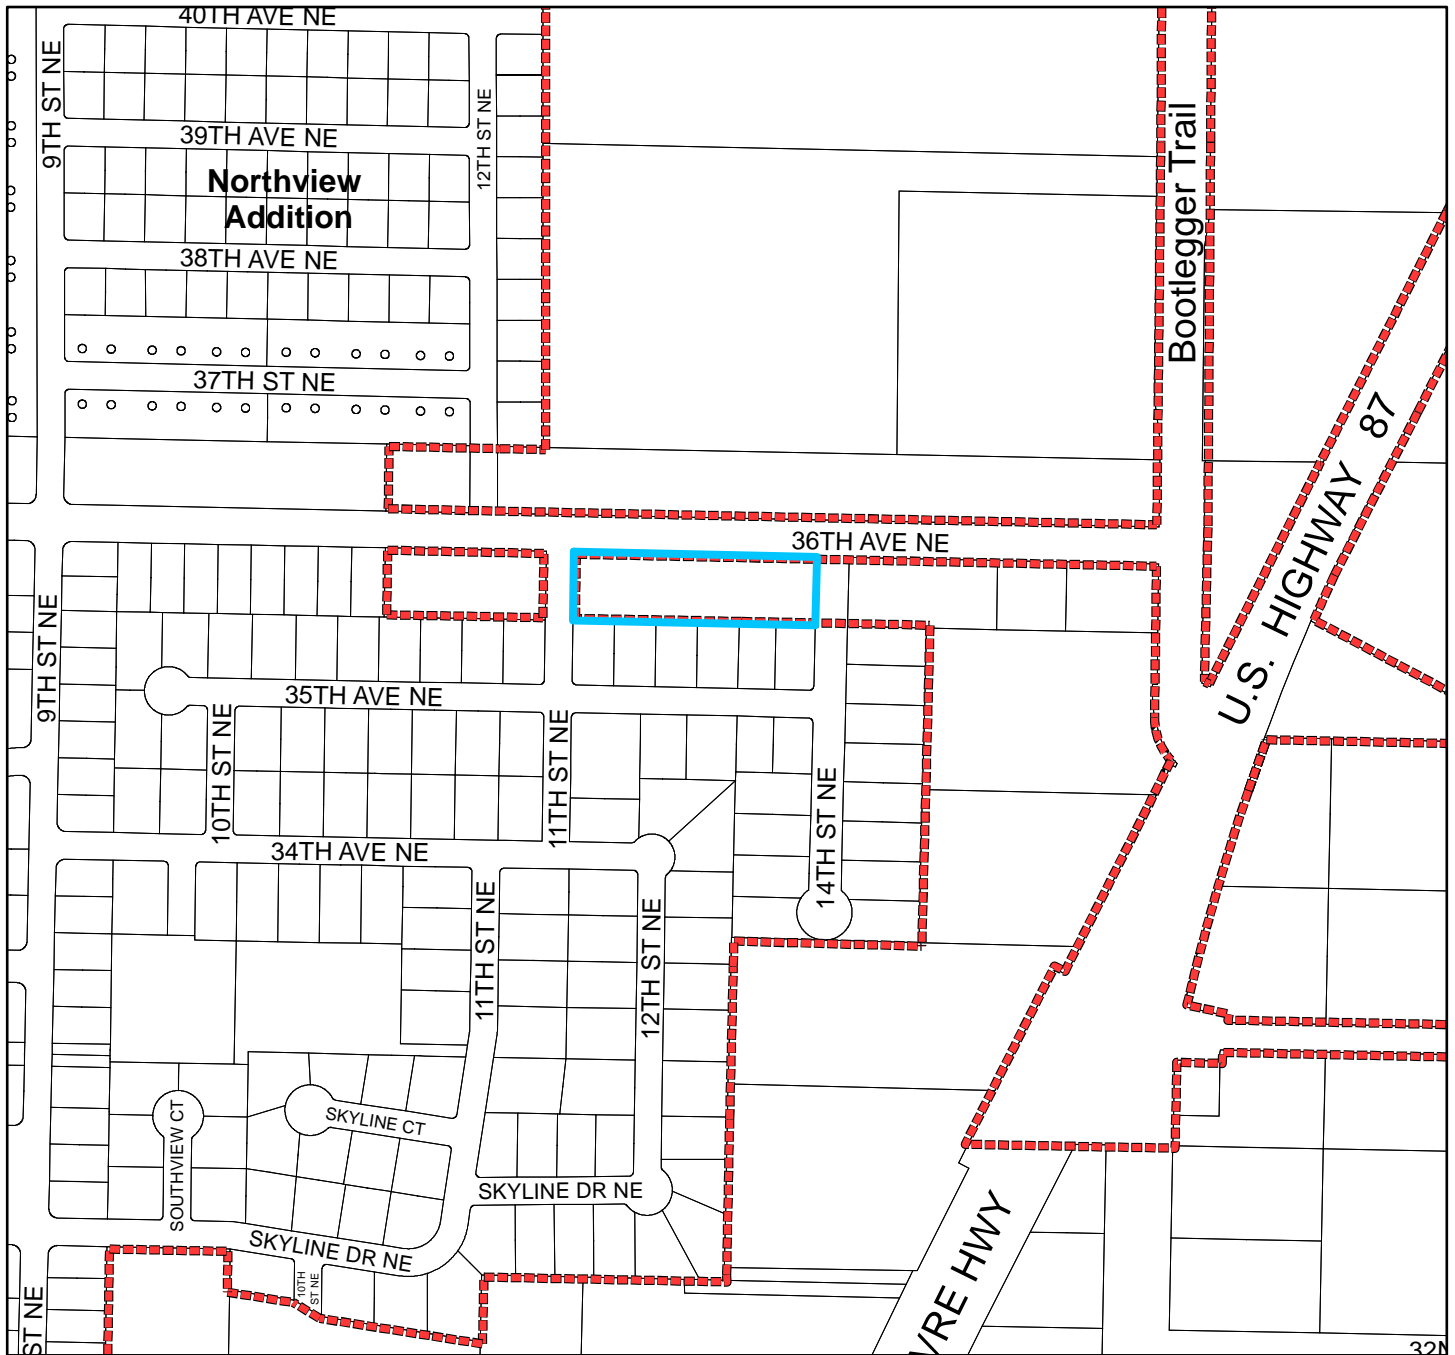 40TH AVE NE
9TH ST NE
12TH ST NE
39TH AVE NE
Northview
Addition
Bootlegger Trail
38TH AVE NE
37TH ST NE
U.S. HIGHWAY 87
36TH AVE NE
9TH ST NE
35TH AVE NE
10TH ST NE
11TH ST NE
14TH ST NE
34TH AVE NE
11TH ST NE
12TH ST NE
SKYLINE CT
SOUTHVIEW CT
SKYLINE DR NE
SKYLINE DR NE
10TH
ST NE
ST NE
VRE HWY